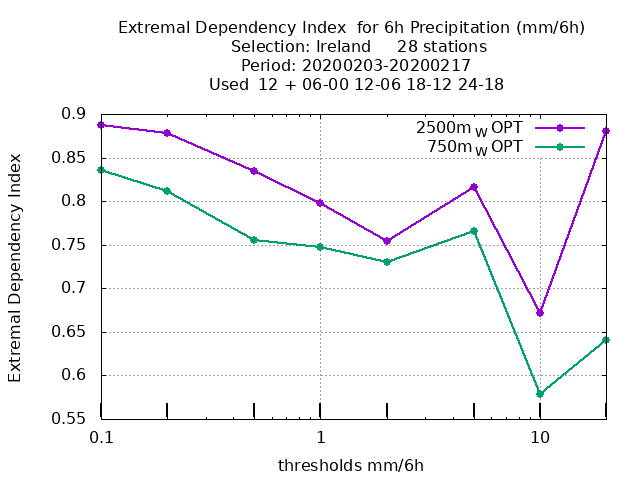 Extremal Dependency Index  for 6h Precipitation (mm/6h)
Selection: Ireland     28 stations
Period: 20200203-20200217
Used  12 + 06-00 12-06 18-12 24-18
2500m W OPT
750m W OPT
0.9
0.85
0.8
0.75
0.7
0.65
0.6
0.55
Extremal Dependency Index
0.1 1 10
thresholds mm/6h